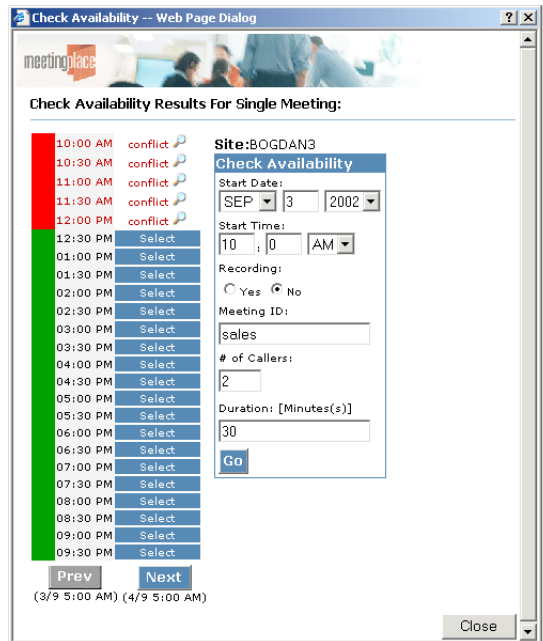 Check Availability -- Web Page Dialog
meetingplace
Check Availability Results For Single Meeting:
10:00 AM conflict
10:30 AM conflict
11:00 AM conflict
11:30 AM conflict
12:00 PM conflict
12:30 PM Select
01:00 PM Select
01:30 PM Select
02:00 PM Select
02:30 PM Select
03:00 PM Select
03:30 PM Select
04:00 PM Select
04:30 PM Select
05:00 PM Select
05:30 PM Select
06:00 PM Select
06:30 PM Select
07:00 PM Select
07:30 PM Select
08:00 PM Select
08:30 PM Select
09:00 PM Select
09:30 PM Select
Prev Next
(3/9 5:00 AM) (4/9 5:00 AM)
Site:BOGDAN3
Check Availability
Start Date:
SEP 3 2002
Start Time:
10 , 0 AM
Recording:
Yes No
Meeting ID:
sales
# of Callers:
2
Duration: [Minutes(s)]
30
Go
Close